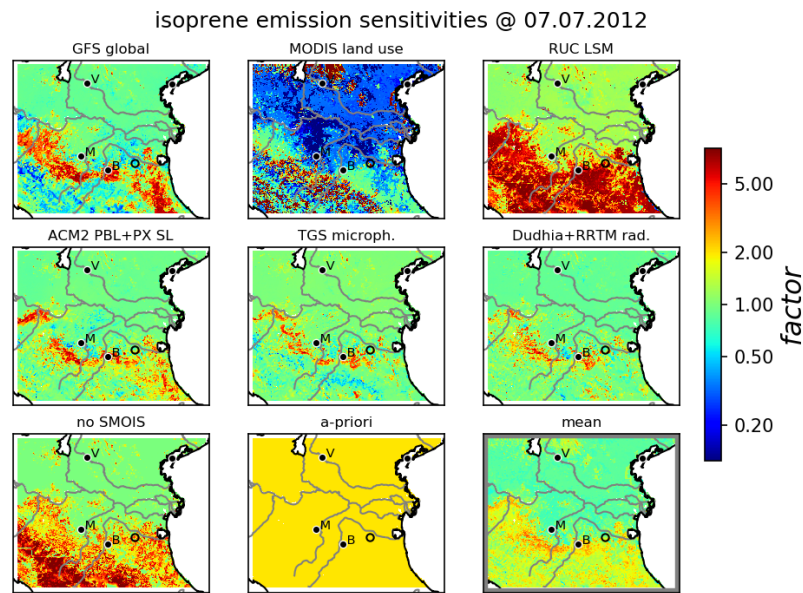 isoprene emission sensitivities @ 07.07.2012
GFS global
MODIS land use
RUC LSM
V
V
V
M
B
M
B
M
B
ACM2 PBL+PX SL
TGS microph.
Dudhia+RRTM rad.
V
V
V
M
B
M
B
M
B
no SMOIS
a-priori
mean
V
V
V
M
B
M
B
M
B
5.00
2.00
1.00
0.50
0.20
factor